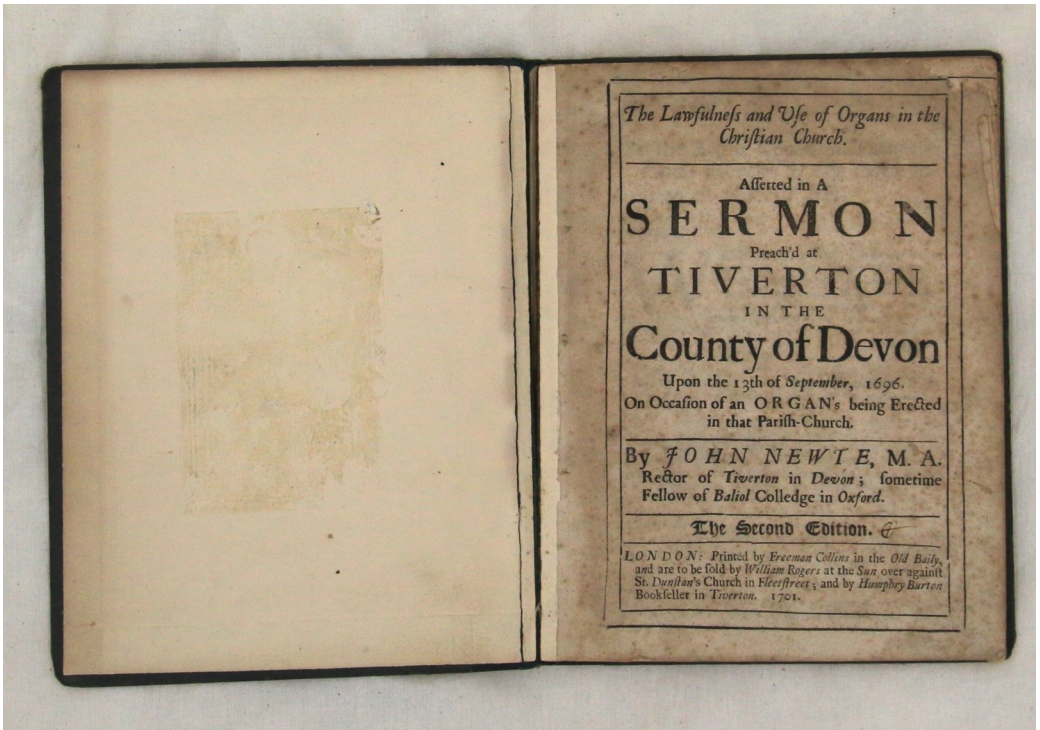 The Lawfulneſs and Uſe of Organs in the
Chriſtian Church.
Aſſerted in A
SERMON
Preach'd at
TIVERTON
IN THE
County of Devon
Upon the 13th of September, 1696.
On Occaſion of an ORGAN's being Erected
in that Pariſh-Church.
By JOHN NEWTE, M. A.
Rector of Tiverton in Devon; ſometime
Fellow of Baliol Colledge in Oxford.
The Second Edition.
LONDON: Printed by Freeman Collins in the Old Baily,
and are to be ſold by William Rogers at the Sun over againſt
St. Dunſtan's Church in Fleetſtreet; and by Humphry Burton
Bookſeller in Tiverton. 1701.